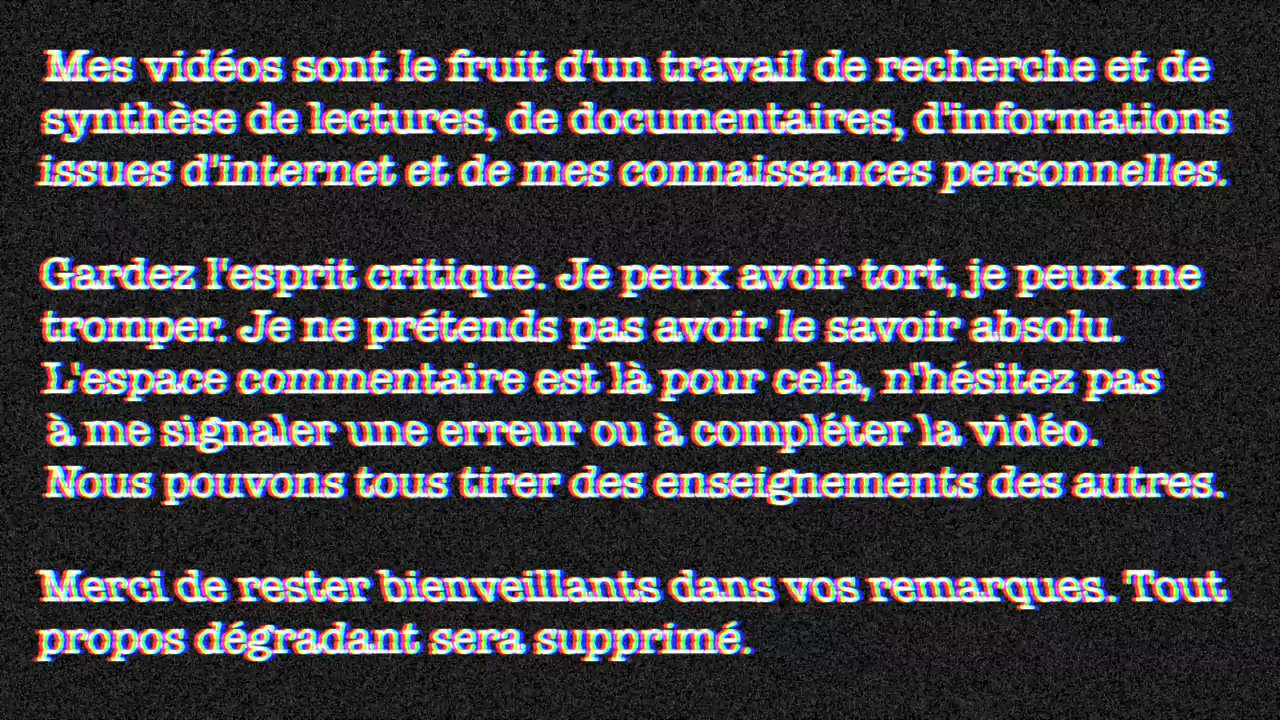 Mes vidéos sont le fruit d'un travail de recherche et de
synthèse de lectures, de documentaires, d'informations
issues d'internet et de mes connaissances personnelles.
Gardez l'esprit critique. Je peux avoir tort, je peux me
tromper. Je ne prétends pas avoir le savoir absolu.
L'espace commentaire est là pour cela, n'hésitez pas
à me signaler une erreur ou à compléter la vidéo.
Nous pouvons tous tirer des enseignements des autres.
Merci de rester bienveillants dans vos remarques. Tout
propos dégradant sera supprimé.